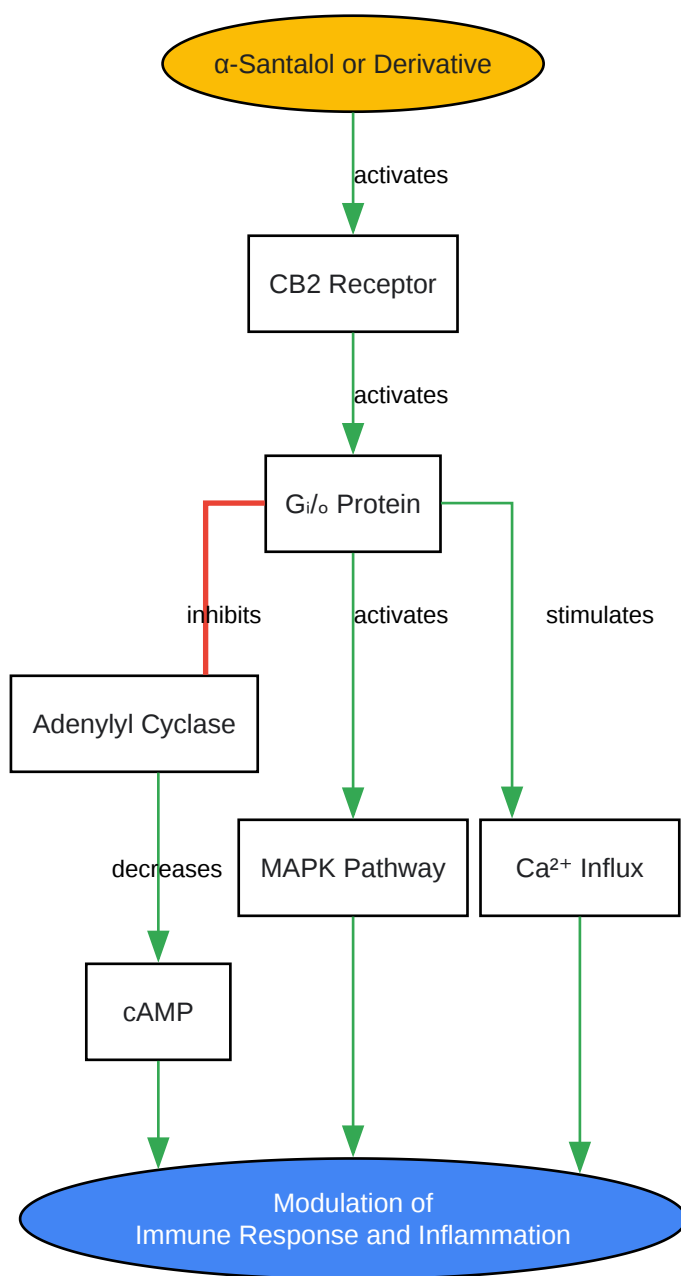 α-Santalol or Derivative
activates
CB2 Receptor
activates
Gᵢ/ₒ Protein
inhibits
activates
stimulates
Adenylyl Cyclase
decreases
MAPK Pathway
Ca²⁺ Influx
cAMP
Modulation of
Immune Response and Inflammation